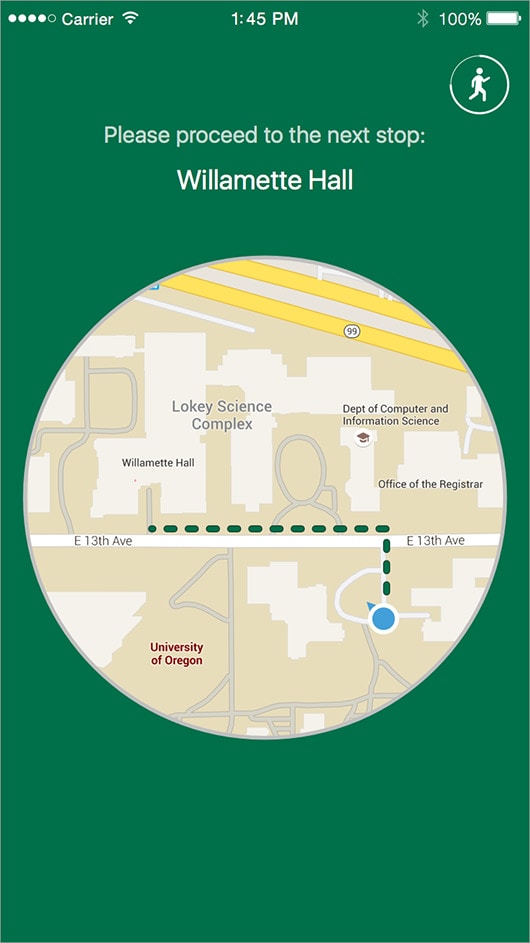 Carrier 1:45 PM 100%
Please proceed to the next stop:
Willamette Hall
99
Lokey Science
Complex
Dept of Computer and
Information Science
Willamette Hall
Office of the Registrar
E 13th Ave
E 13th Ave
University
of Oregon